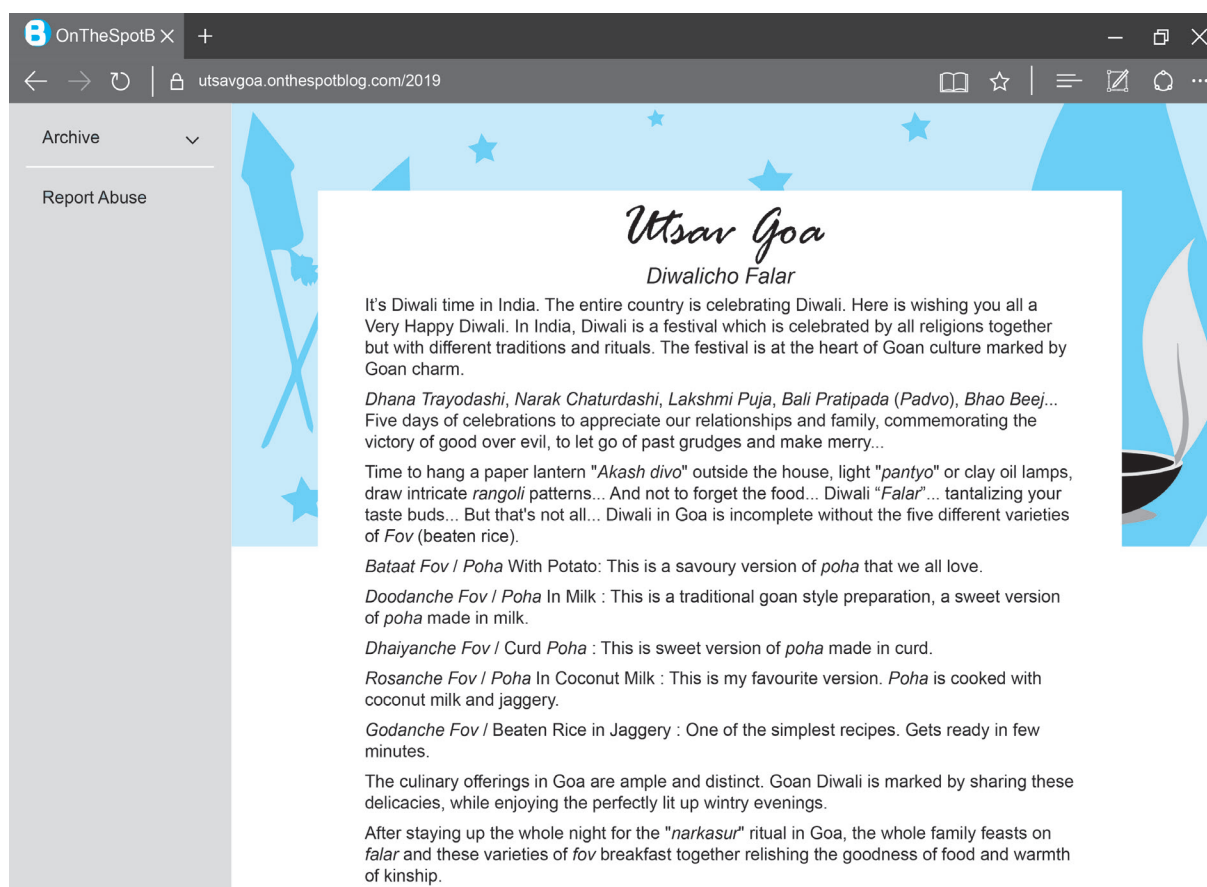 OnTheSpotB
utsavgoa.onthespotblog.com/2019
Archive
Report Abuse
Utsav Goa
Diwalicho Falar
It's Diwali time in India. The entire country is celebrating Diwali. Here is wishing you all a
Very Happy Diwali. In India, Diwali is a festival which is celebrated by all religions together
but with different traditions and rituals. The festival is at the heart of Goan culture marked by
Goan charm.
Dhana Trayodashi, Narak Chaturdashi, Lakshmi Puja, Bali Pratipada (Padvo), Bhao Beej...
Five days of celebrations to appreciate our relationships and family, commemorating the
victory of good over evil, to let go of past grudges and make merry...
Time to hang a paper lantern "Akash divo" outside the house, light "pantyo" or clay oil lamps,
draw intricate rangoli patterns... And not to forget the food... Diwali “Falar”... tantalizing your
taste buds... But that's not all... Diwali in Goa is incomplete without the five different varieties
of Fov (beaten rice).
Bataat Fov / Poha With Potato: This is a savoury version of poha that we all love.
Doodanche Fov / Poha In Milk : This is a traditional goan style preparation, a sweet version
of poha made in milk.
Dhaiyanche Fov / Curd Poha : This is sweet version of poha made in curd.
Rosanche Fov / Poha In Coconut Milk : This is my favourite version. Poha is cooked with
coconut milk and jaggery.
Godanche Fov / Beaten Rice in Jaggery : One of the simplest recipes. Gets ready in few
minutes.
The culinary offerings in Goa are ample and distinct. Goan Diwali is marked by sharing these
delicacies, while enjoying the perfectly lit up wintry evenings.
After staying up the whole night for the "narkasur" ritual in Goa, the whole family feasts on
falar and these varieties of fov breakfast together relishing the goodness of food and warmth
of kinship.